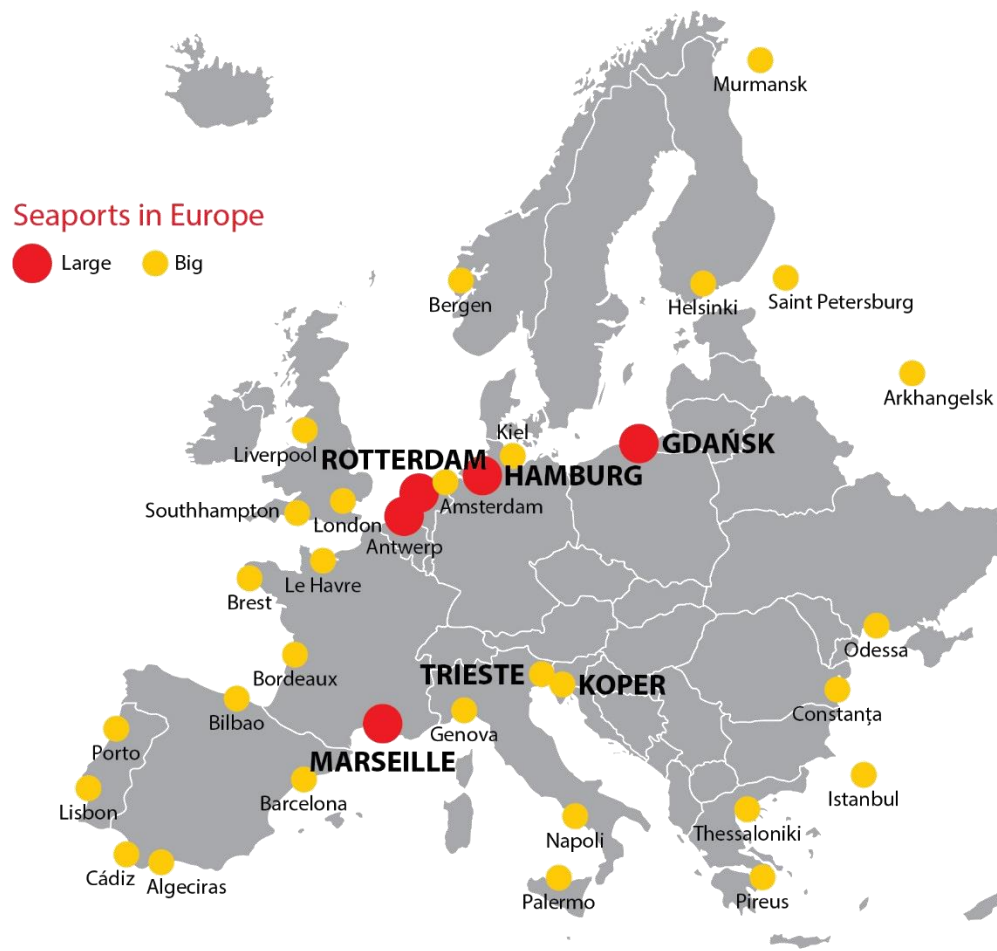 Murmansk
Seaports in Europe
Large
Big
Bergen
Helsinki
Saint Petersburg
Arkhangelsk
Kiel
Liverpool
ROTTERDAM
GDAŃSK
HAMBURG
Southhampton
London
Amsterdam
Antwerp
Le Havre
Brest
Odessa
Bordeaux
TRIESTE
KOPER
Bilbao
Constanța
Genova
Porto
MARSEILLE
Lisbon
Barcelona
Istanbul
Napoli
Thessaloniki
Cádiz
Algeciras
Palermo
Pireus